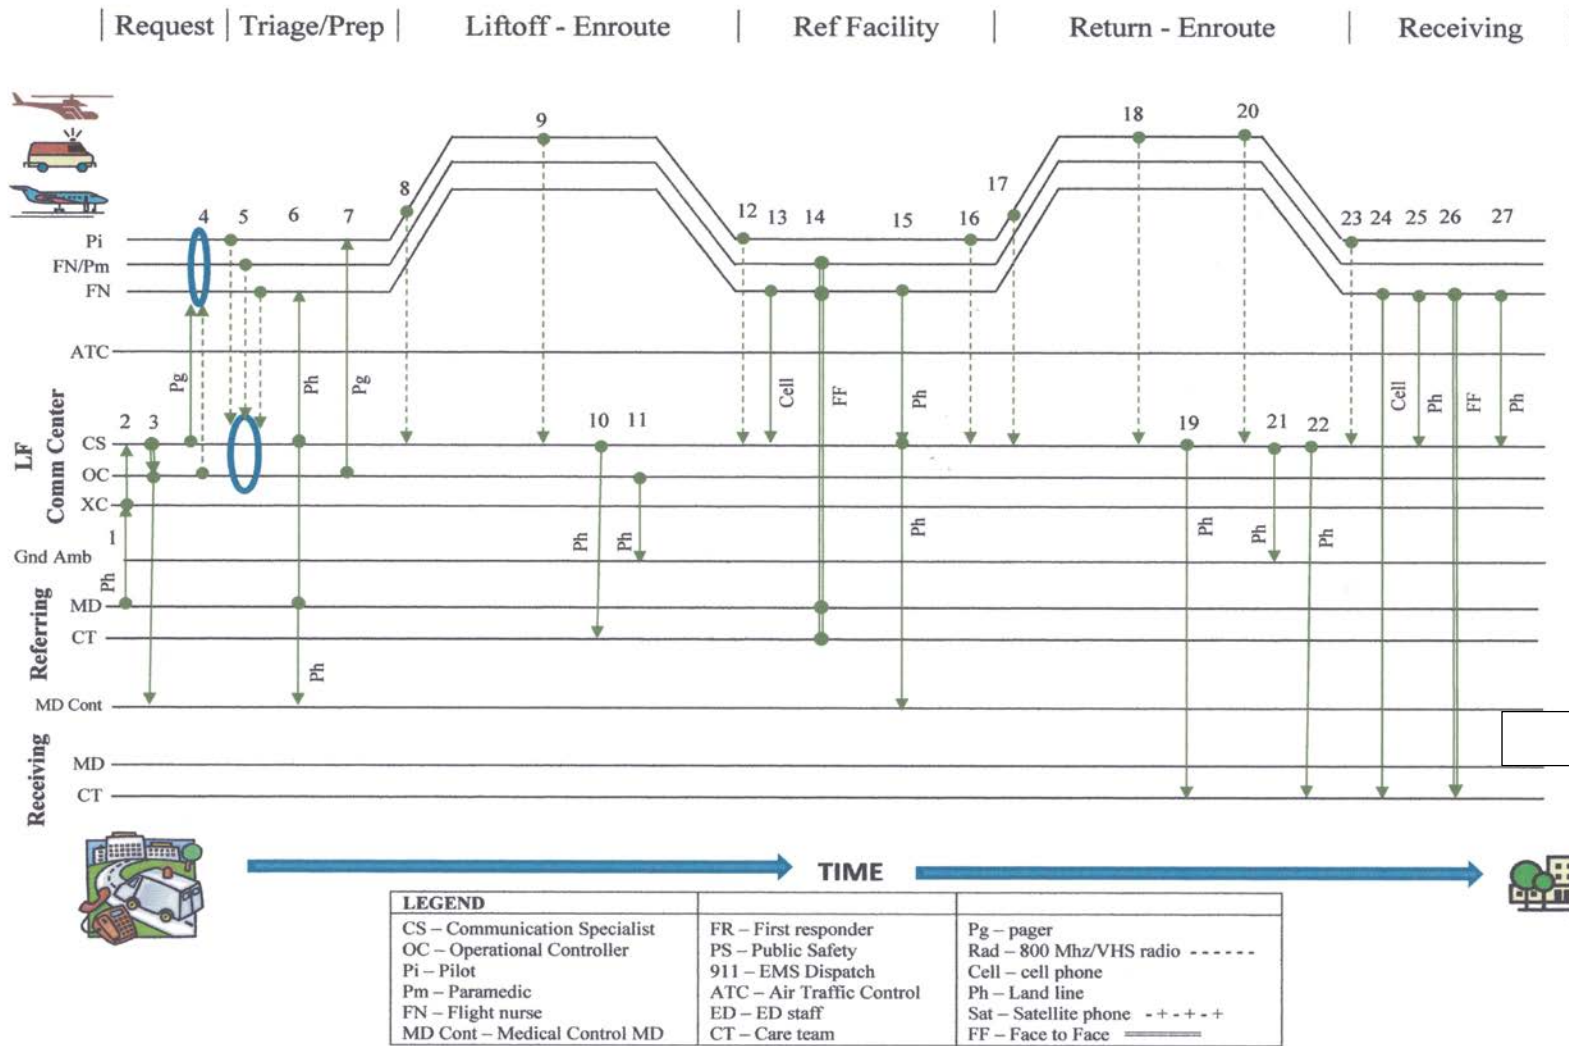 Request | Triage/Prep | Liftoff - Enroute | Ref Facility | Return - Enroute | Receiving
9
18
20
8
17
4
5
6
7
12
13
14
15
16
23
24
25
26
27
Pi
FN/Pm
FN
ATC
Pg
Ph
Pg
Cell
FF
Ph
Cell
Ph
FF
Ph
LF
Comm Center
2
3
10
11
19
21
22
CS
OC
XC
1
Gnd Amb
Ph
Ph
Ph
Ph
Ph
Ph
Ph
Referring
MD
CT
Ph
MD Cont
Receiving
MD
CT
TIME
LEGEND
CS – Communication Specialist
OC – Operational Controller
Pi – Pilot
Pm – Paramedic
FN – Flight nurse
MD Cont – Medical Control MD
FR – First responder
PS – Public Safety
911 – EMS Dispatch
ATC – Air Traffic Control
ED – ED staff
CT – Care team
Pg – pager
Rad – 800 Mhz/VHS radio - - - - - -
Cell – cell phone
Ph – Land line
Sat – Satellite phone - + - + - +
FF – Face to Face